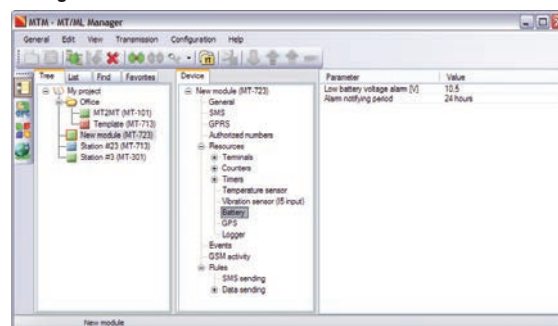 MTM - MT/ML Manager
General Edit View Transmission Configuration Help
Tree List Find Favorites
My project
Office
MT2MT (MT-101)
Template (MT-713)
New module (MT-723)
Station #23 (MT-713)
Station #3 (MT-301)
Device
New module (MT-723)
General
SMS
GPRS
Authorized numbers
Resources
Terminals
Counters
Timers
Temperature sensor
Vibration sensor (I5 input)
Battery
GPS
Logger
Events
GSM activity
Rules
SMS sending
Data sending
Parameter Value
Low battery voltage alarm [V] 10,5
Alarm notifying period 24 hours
New module